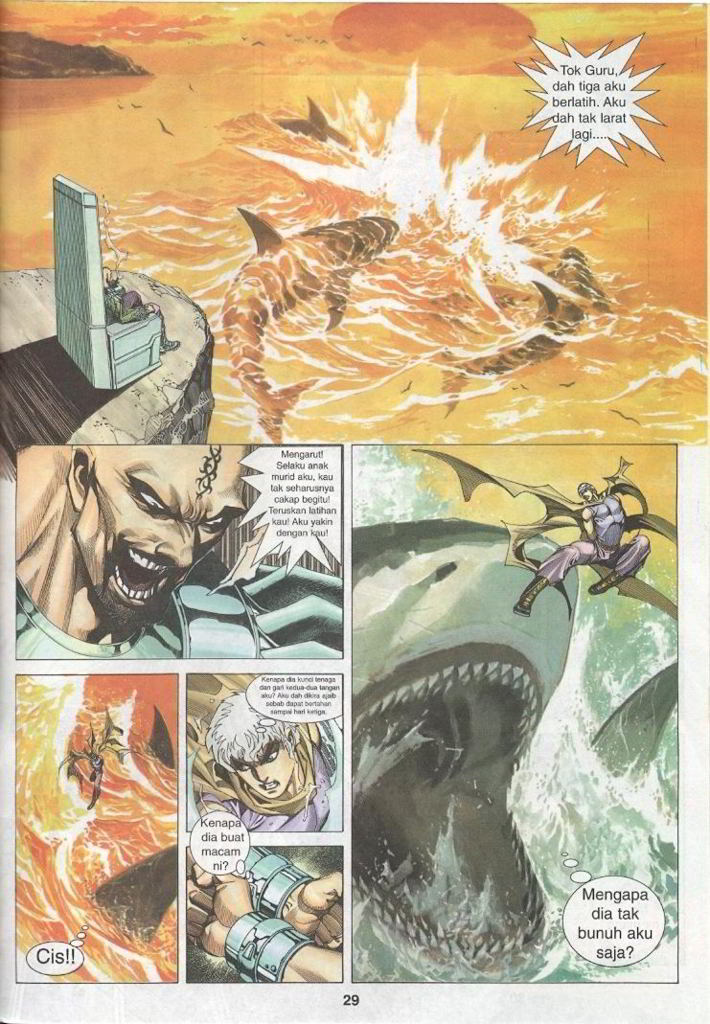 Tok Guru,
dah tiga aku
berlatih. Aku
dah tak larat
lagi....
Mengarut!
Selaku anak
murid aku, kau
tak seharusnya
cakap begitu!
Teruskan latihan
kau! Aku yakin
dengan kau!
Kenapa dia kunci tenaga
dan gari kedua-dua tangan
aku? Aku dah dikira ajaib
sebab dapat bertahan
sampai hari ketiga.
Kenapa
dia buat
macam
ni?
Cis!!
Mengapa
dia tak
bunuh aku
saja?
29